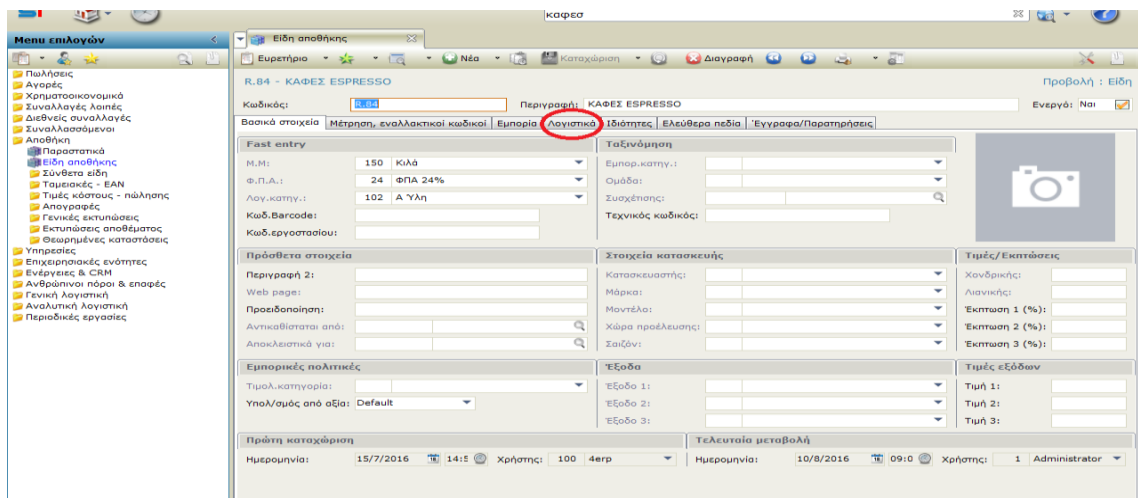 καφεσ
Menu επιλογών
Είδη αποθήκης
Ευρετήριο Νέα Καταχώριση Διαγραφή
Πωλήσεις
Αγορές
Χρηματοοικονομικά
Συναλλαγές λοιπές
Διεθνείς συναλλαγές
Συναλλασσόμενοι
Αποθήκη
Παραστατικά
Είδη αποθήκης
Σύνθετα είδη
Ταμειακές - EAN
Τιμές κόστους - πώλησης
Απογραφές
Γενικές εκτυπώσεις
Εκτυπώσεις αποθέματος
Θεωρημένες καταστάσεις
Υπηρεσίες
Επιχειρησιακές ενότητες
Ενέργειες & CRM
Ανθρώπινοι πόροι & επαφές
Γενική λογιστική
Αναλυτική λογιστική
Περιοδικές εργασίες
R.84 - ΚΑΦΕΣ ESPRESSO Προβολή : Είδη
Κωδικός: R.84 Περιγραφή: ΚΑΦΕΣ ESPRESSO Ενεργό: Ναι
Βασικά στοιχεία Μέτρηση, εναλλακτικοί κωδικοί Εμπορία Λογιστικά Ιδιότητες Ελεύθερα πεδία Έγγραφα/Παρατηρήσεις
Fast entry Ταξινόμηση
Μ.Μ: 150 Κιλά Εμπορ.κατηγ.:
Φ.Π.Α.: 24 ΦΠΑ 24% Ομάδα:
Λογ.κατηγ.: 102 Α Ύλη Συσχέτισης:
Κωδ.Barcode: Τεχνικός κωδικός:
Κωδ.εργοστασίου:
Πρόσθετα στοιχεία Στοιχεία κατασκευής Τιμές/Εκπτώσεις
Περιγραφή 2: Κατασκευαστής: Χονδρικής:
Web page: Μάρκα: Λιανικής:
Προειδοποίηση: Μοντέλο: Έκπτωση 1 (%):
Αντικαθίσταται από: Χώρα προέλευσης: Έκπτωση 2 (%):
Αποκλειστικά για: Σαιζόν: Έκπτωση 3 (%):
Εμπορικές πολιτικές Έξοδα Τιμές εξόδων
Τιμολ.κατηγορία: Έξοδο 1: Τιμή 1:
Υπολ/σμός από αξία: Default Έξοδο 2: Τιμή 2:
Έξοδο 3: Τιμή 3:
Πρώτη καταχώριση Τελευταία μεταβολή
Ημερομηνία: 15/7/2016 14:5 Χρήστης: 100 4erp Ημερομηνία: 10/8/2016 09:0 Χρήστης: 1 Administrator